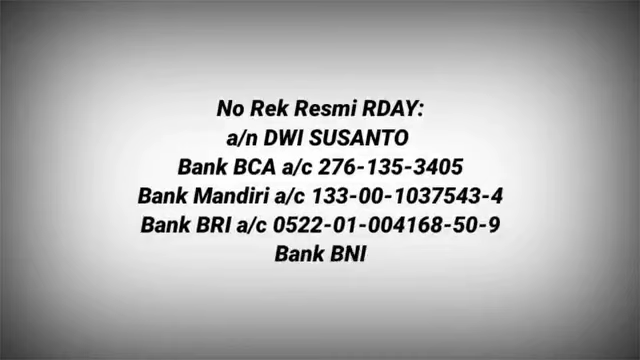 No Rek Resmi RDAY:
a/n DWI SUSANTO
Bank BCA a/c 276-135-3405
Bank Mandiri a/c 133-00-1037543-4
Bank BRI a/c 0522-01-004168-50-9
Bank BNI